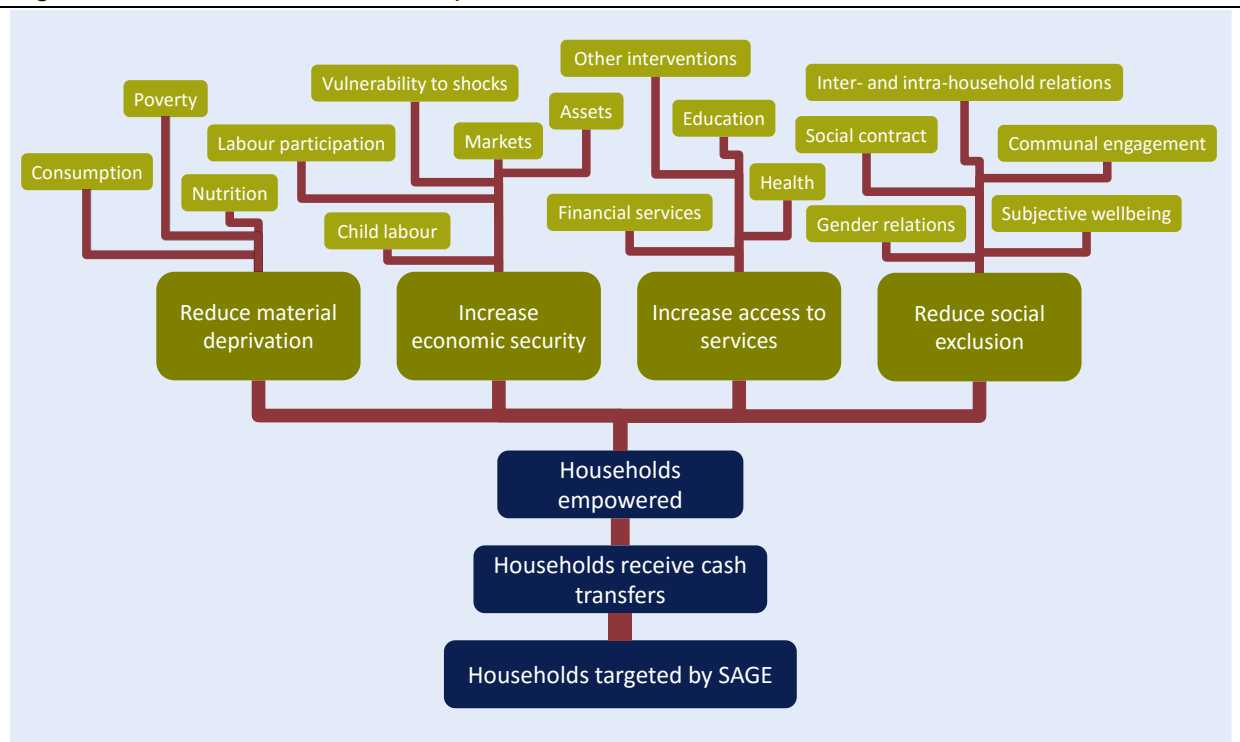 Other interventions
Inter- and intra-household relations
Vulnerability to shocks
Poverty
Assets
Education
Labour participation
Markets
Social contract
Communal engagement
Consumption
Nutrition
Health
Financial services
Subjective wellbeing
Child labour
Gender relations
Reduce material
deprivation
Increase
economic security
Increase access to
services
Reduce social
exclusion
Households
empowered
Households receive cash
transfers
Households targeted by SAGE